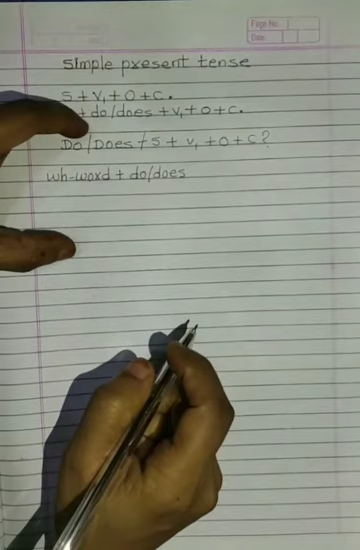 Page No.
Date
Simple present tense
S + V₁ + O + C.
+ do/does + V₁ + O + C.
Do/Does + S + V₁ + O + C?
wh-word + do/does